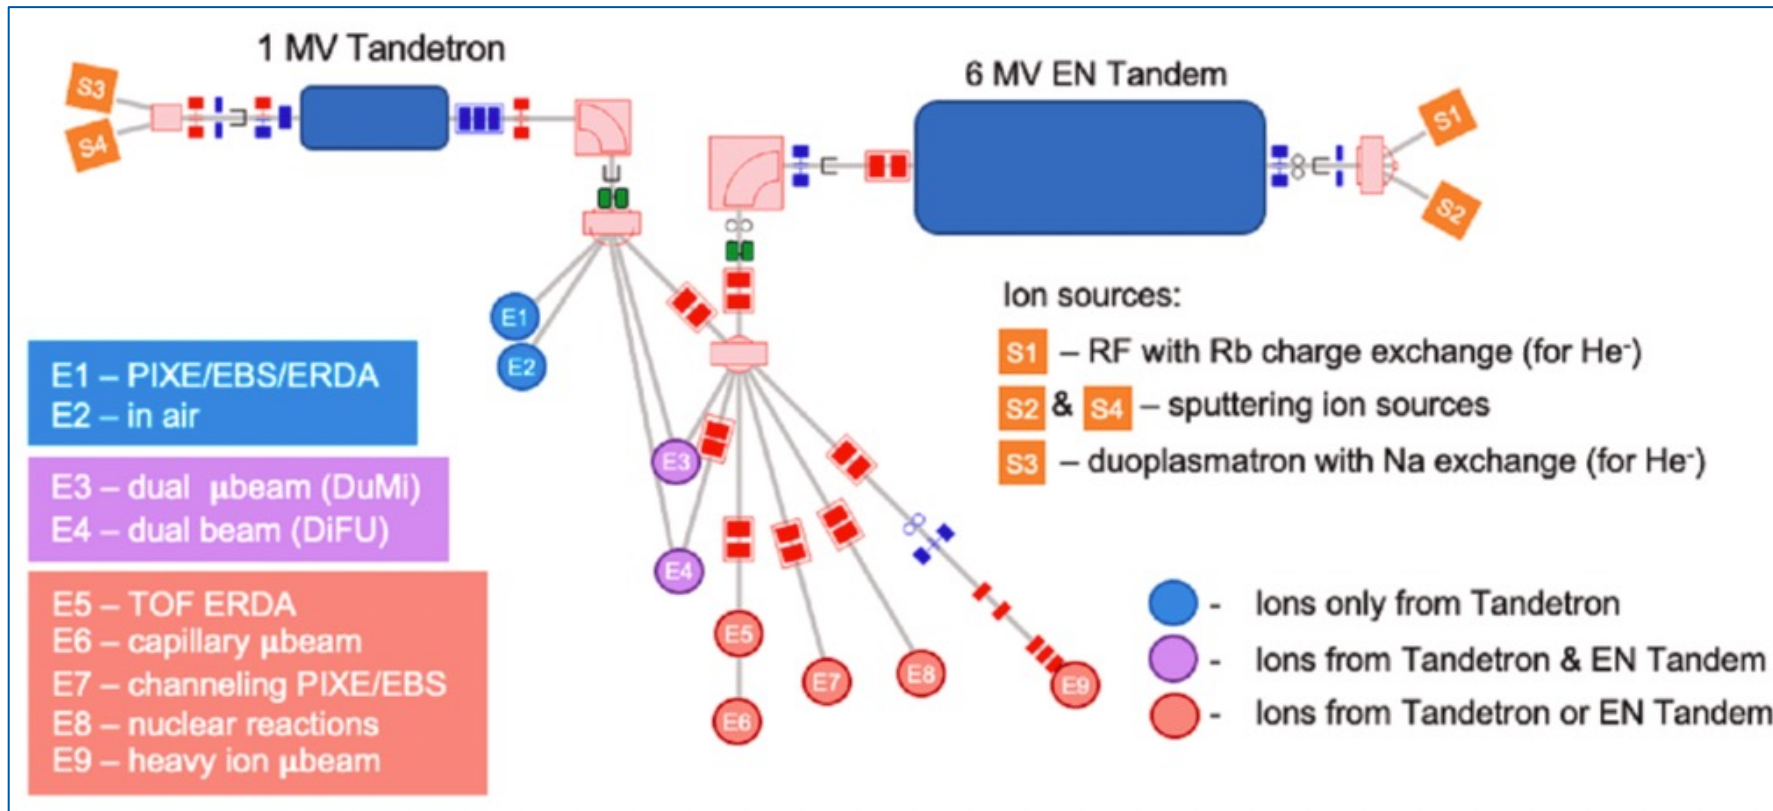 1 MV Tandetron
6 MV EN Tandem
S3
S4
S1
S2
E1
E2
E3
E4
E5
E6
E7
E8
E9
E1 – PIXE/EBS/ERDA
E2 – in air
E3 – dual μbeam (DuMi)
E4 – dual beam (DiFU)
E5 – TOF ERDA
E6 – capillary μbeam
E7 – channeling PIXE/EBS
E8 – nuclear reactions
E9 – heavy ion μbeam
Ion sources:
S1 – RF with Rb charge exchange (for He⁻)
S2 & S4 – sputtering ion sources
S3 – duoplasmatron with Na exchange (for He⁻)
- Ions only from Tandetron
- Ions from Tandetron & EN Tandem
- Ions from Tandetron or EN Tandem